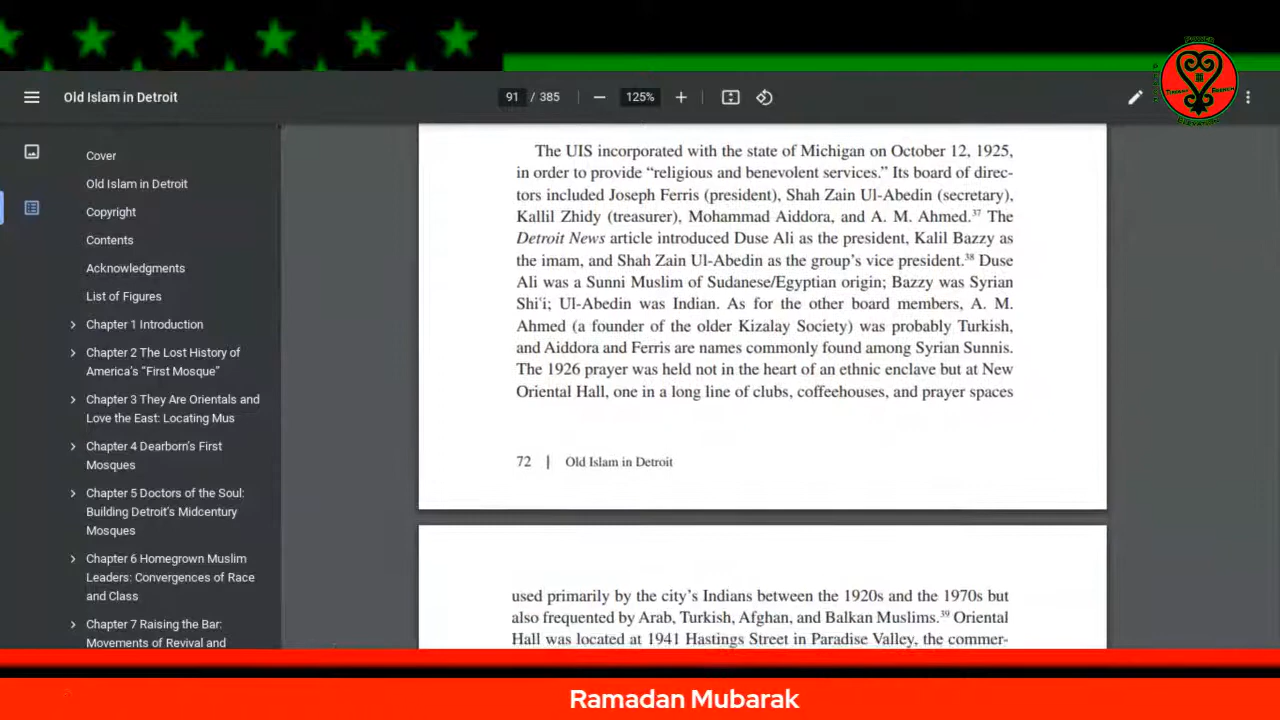 Old Islam in Detroit
91 / 385
125%
Cover
Old Islam in Detroit
Copyright
Contents
Acknowledgments
List of Figures
Chapter 1 Introduction
Chapter 2 The Lost History of
America's “First Mosque”
Chapter 3 They Are Orientals and
Love the East: Locating Mus
Chapter 4 Dearborn's First
Mosques
Chapter 5 Doctors of the Soul:
Building Detroit's Midcentury
Mosques
Chapter 6 Homegrown Muslim
Leaders: Convergences of Race
and Class
Chapter 7 Raising the Bar:
Movements of Revival and
The UIS incorporated with the state of Michigan on October 12, 1925,
in order to provide “religious and benevolent services.” Its board of direc-
tors included Joseph Ferris (president), Shah Zain Ul-Abedin (secretary),
Kallil Zhidy (treasurer), Mohammad Aiddora, and A. M. Ahmed.37 The
Detroit News article introduced Duse Ali as the president, Kalil Bazzy as
the imam, and Shah Zain Ul-Abedin as the group's vice president.38 Duse
Ali was a Sunni Muslim of Sudanese/Egyptian origin; Bazzy was Syrian
Shi'i; Ul-Abedin was Indian. As for the other board members, A. M.
Ahmed (a founder of the older Kizalay Society) was probably Turkish,
and Aiddora and Ferris are names commonly found among Syrian Sunnis.
The 1926 prayer was held not in the heart of an ethnic enclave but at New
Oriental Hall, one in a long line of clubs, coffeehouses, and prayer spaces
72 | Old Islam in Detroit
used primarily by the city's Indians between the 1920s and the 1970s but
also frequented by Arab, Turkish, Afghan, and Balkan Muslims.39 Oriental
Hall was located at 1941 Hastings Street in Paradise Valley, the commer-
Ramadan Mubarak